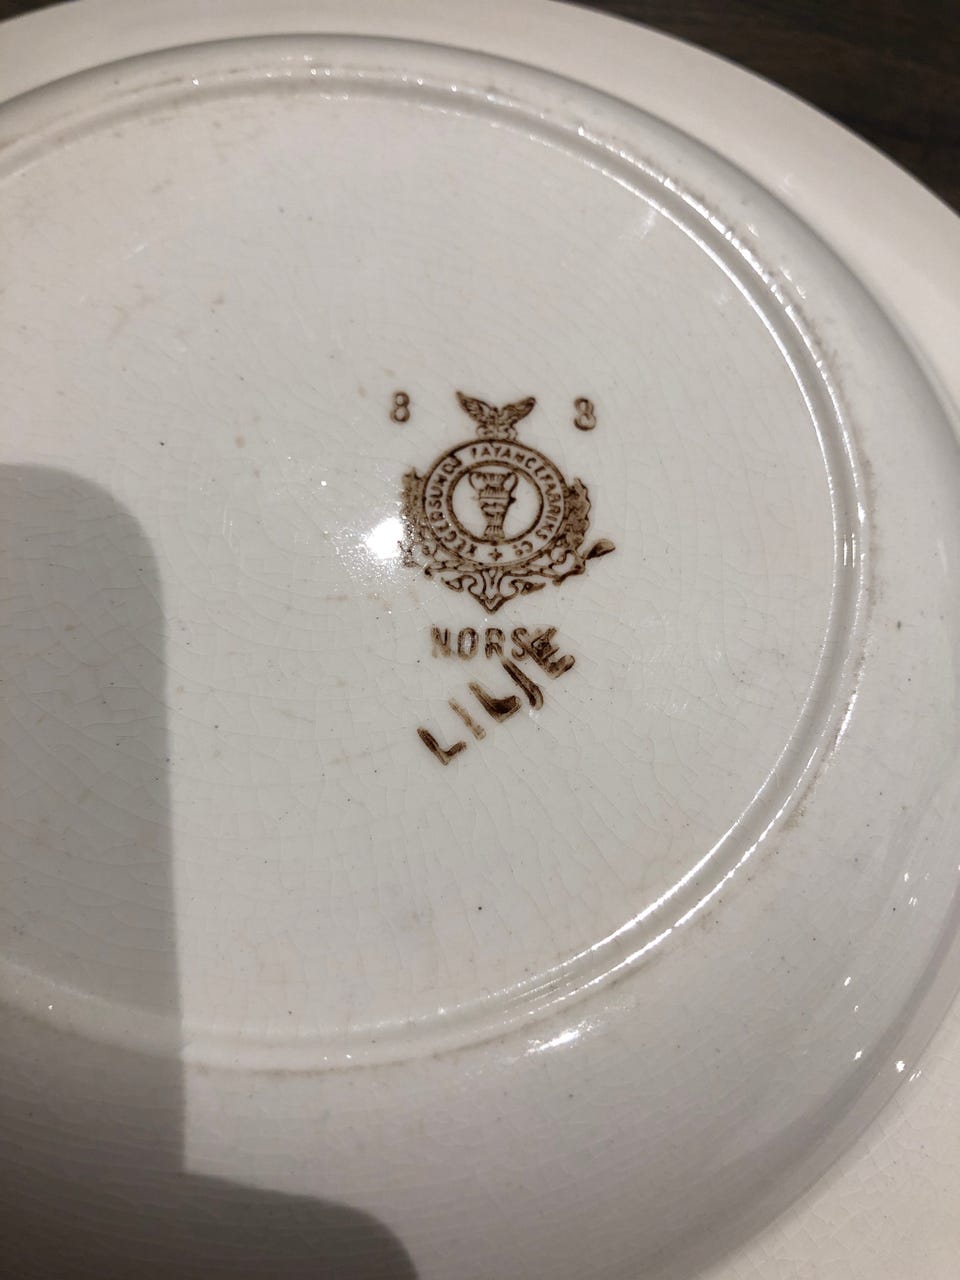 8 8
EGERSUNDS FAYANCEFABRIKS CO.
NORSK
LILJE